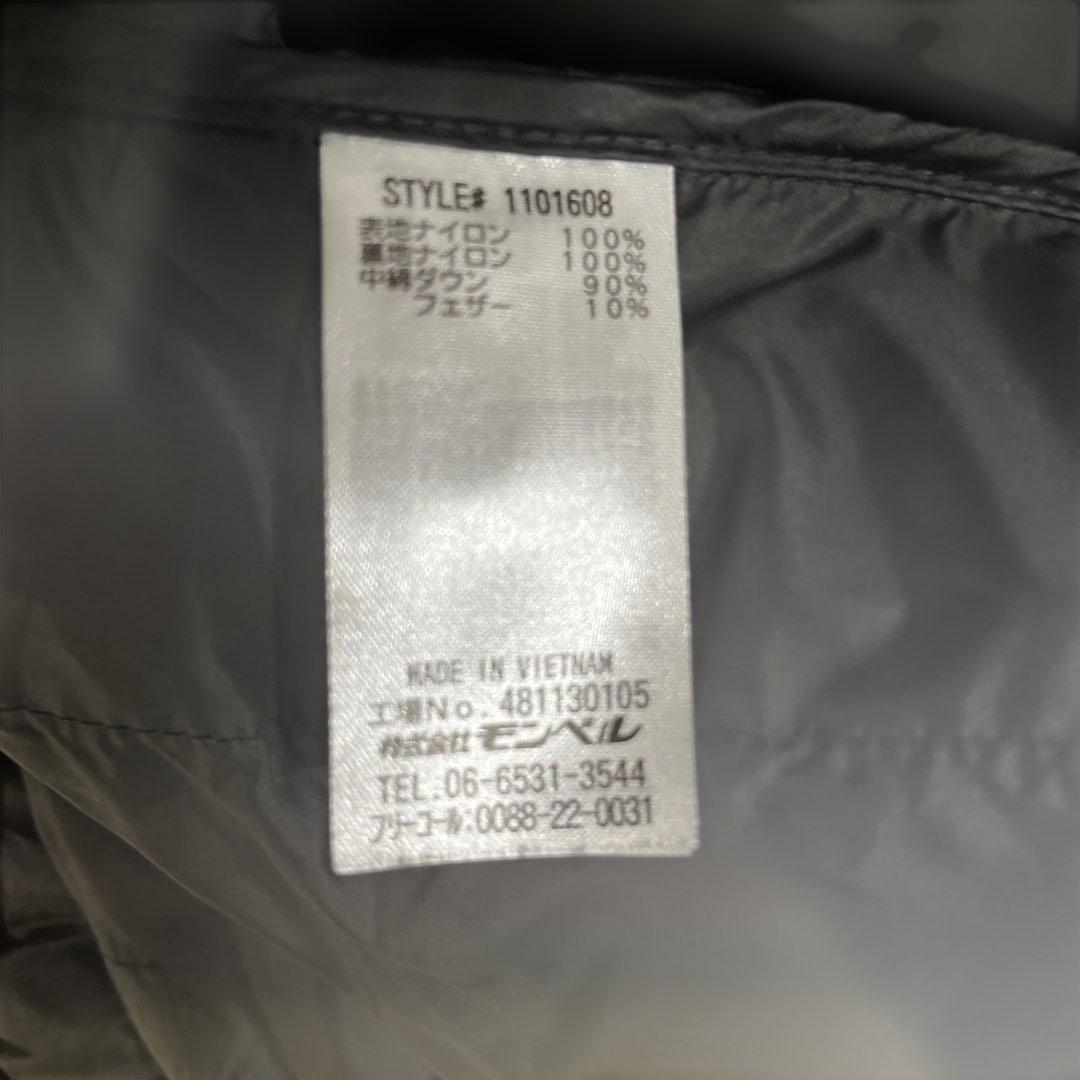 STYLE# 1101608
表地ナイロン 100%
裏地ナイロン 100%
中綿ダウン 90%
フェザー 10%
MADE IN VIETNAM
工場No. 481130105
株式会社 モンベル
TEL.06-6531-3544
フリーコール:0088-22-0031